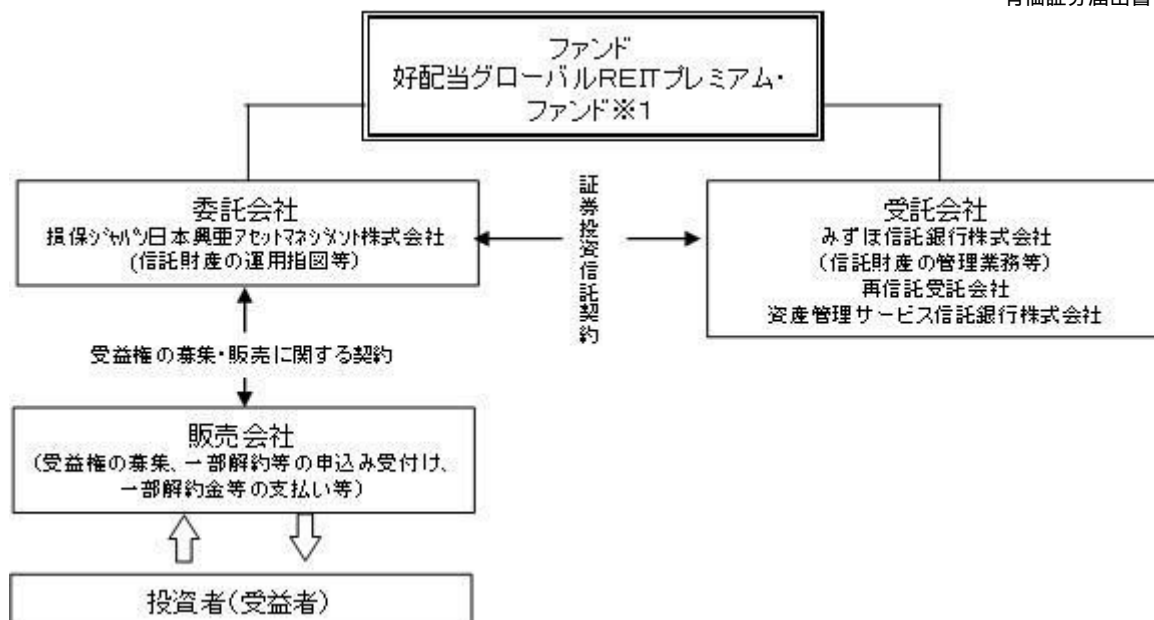 ファンド
好配当グローバルREITプレミアム・
ファンド※1
委託会社
損保ジャパン日本興亜アセットマネジメント株式会社
(信託財産の運用指図等)
証券投資信託契約
受託会社
みずほ信託銀行株式会社
(信託財産の管理業務等)
再信託受託会社
資産管理サービス信託銀行株式会社
受益権の募集・販売に関する契約
販売会社
(受益権の募集、一部解約等の申込み受付け、
一部解約金等の支払い等)
投資者(受益者)